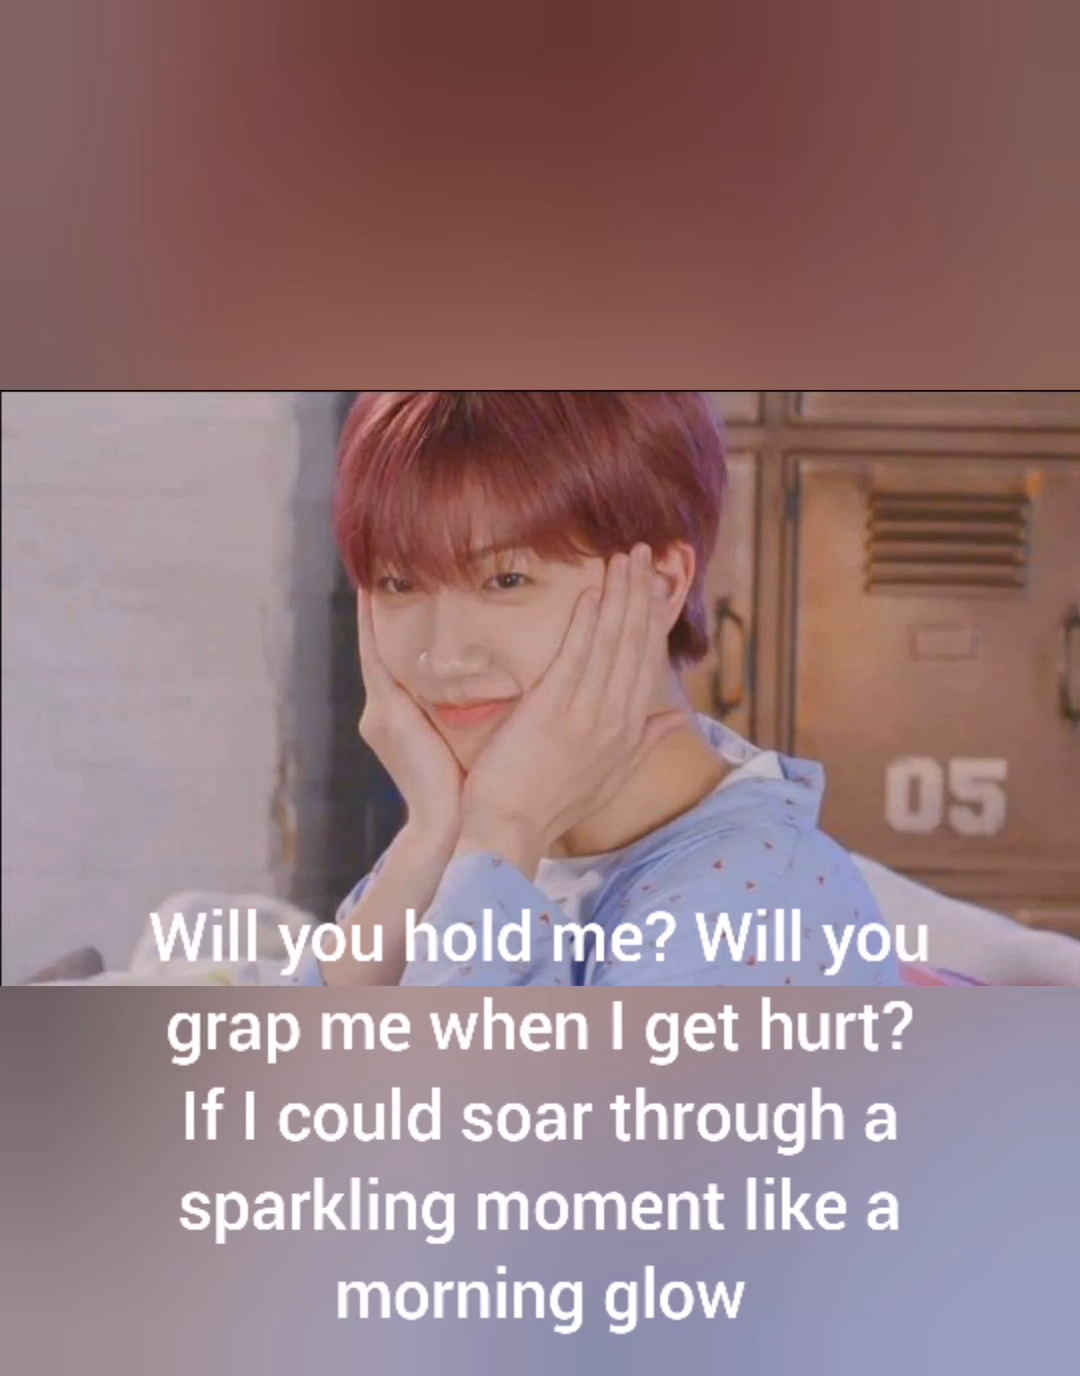 05
Will you hold me? Will you
grap me when I get hurt?
If I could soar through a
sparkling moment like a
morning glow